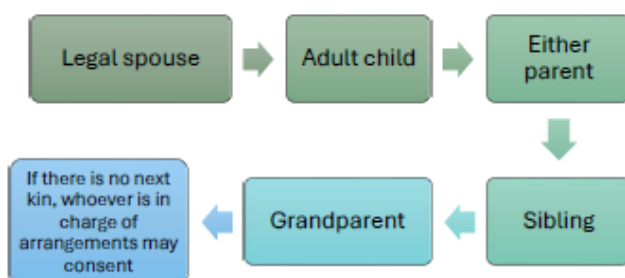 Legal spouse
Adult child
Either
parent
Sibling
Grandparent
If there is no next
kin, whoever is in
charge of
arrangements may
consent